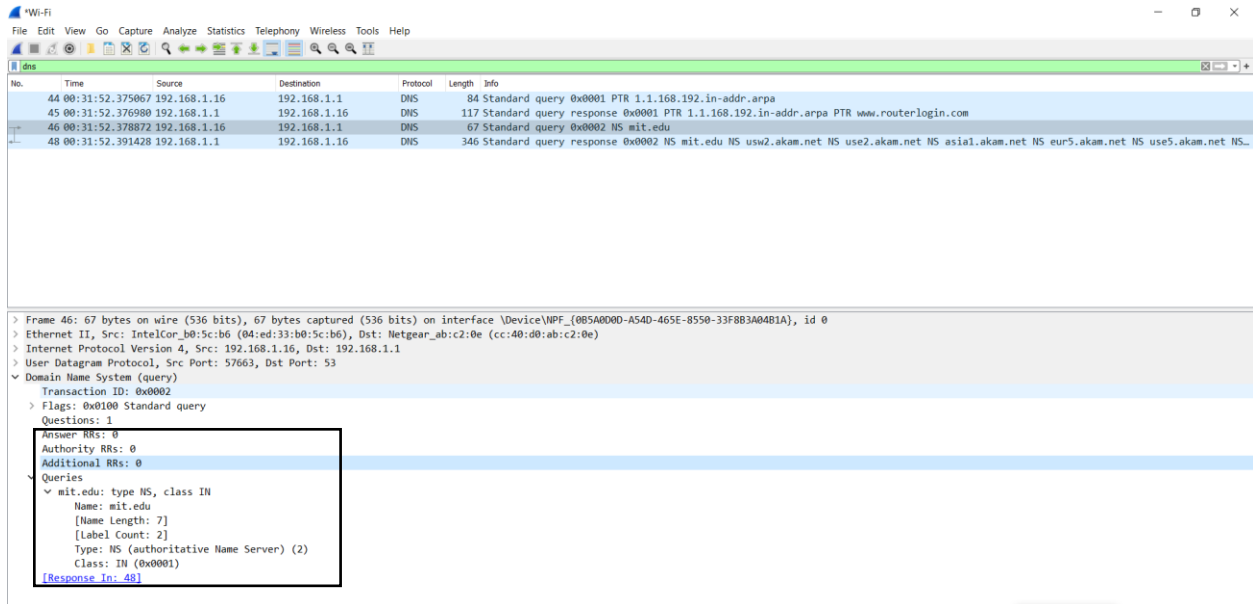 *Wi-Fi
File Edit View Go Capture Analyze Statistics Telephony Wireless Tools Help
dns
No. Time Source Destination Protocol Length Info
44 00:31:52.375067 192.168.1.16 192.168.1.1 DNS 84 Standard query 0x0001 PTR 1.1.168.192.in-addr.arpa
45 00:31:52.376980 192.168.1.1 192.168.1.16 DNS 117 Standard query response 0x0001 PTR 1.1.168.192.in-addr.arpa PTR www.routerlogin.com
46 00:31:52.378872 192.168.1.16 192.168.1.1 DNS 67 Standard query 0x0002 NS mit.edu
48 00:31:52.391428 192.168.1.1 192.168.1.16 DNS 346 Standard query response 0x0002 NS mit.edu NS usw2.akam.net NS use2.akam.net NS asia1.akam.net NS eur5.akam.net NS use5.akam.net NS…
> Frame 46: 67 bytes on wire (536 bits), 67 bytes captured (536 bits) on interface \Device\NPF_{0B5A0D0D-A54D-465E-8550-33F8B3A04B1A}, id 0
> Ethernet II, Src: IntelCor_b0:5c:b6 (04:ed:33:b0:5c:b6), Dst: Netgear_ab:c2:0e (cc:40:d0:ab:c2:0e)
> Internet Protocol Version 4, Src: 192.168.1.16, Dst: 192.168.1.1
> User Datagram Protocol, Src Port: 57663, Dst Port: 53
Domain Name System (query)
Transaction ID: 0x0002
> Flags: 0x0100 Standard query
Questions: 1
Answer RRs: 0
Authority RRs: 0
Additional RRs: 0
Queries
mit.edu: type NS, class IN
Name: mit.edu
[Name Length: 7]
[Label Count: 2]
Type: NS (authoritative Name Server) (2)
Class: IN (0x0001)
[Response In: 48]